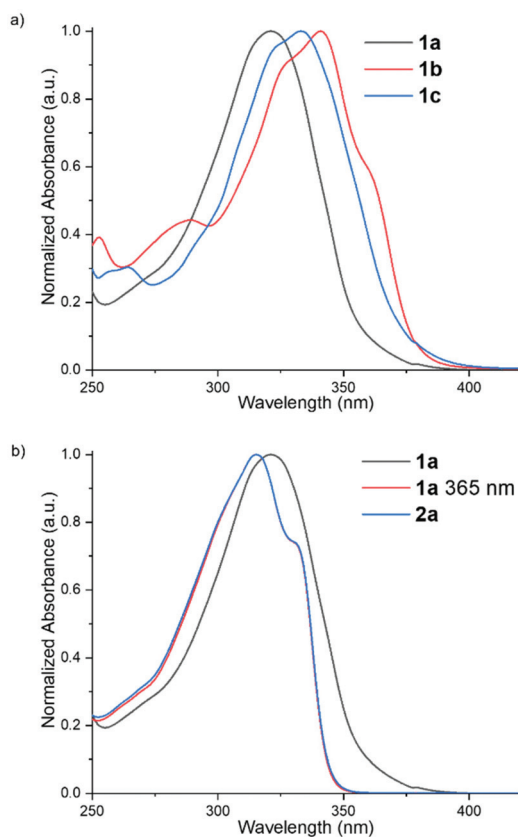 a)
1a
1b
1c
Normalized Absorbance (a.u.)
1.0
0.8
0.6
0.4
0.2
0.0
250 300 350 400
Wavelength (nm)
b)
1a
1a 365 nm
2a
Normalized Absorbance (a.u.)
1.0
0.8
0.6
0.4
0.2
0.0
250 300 350 400
Wavelength (nm)